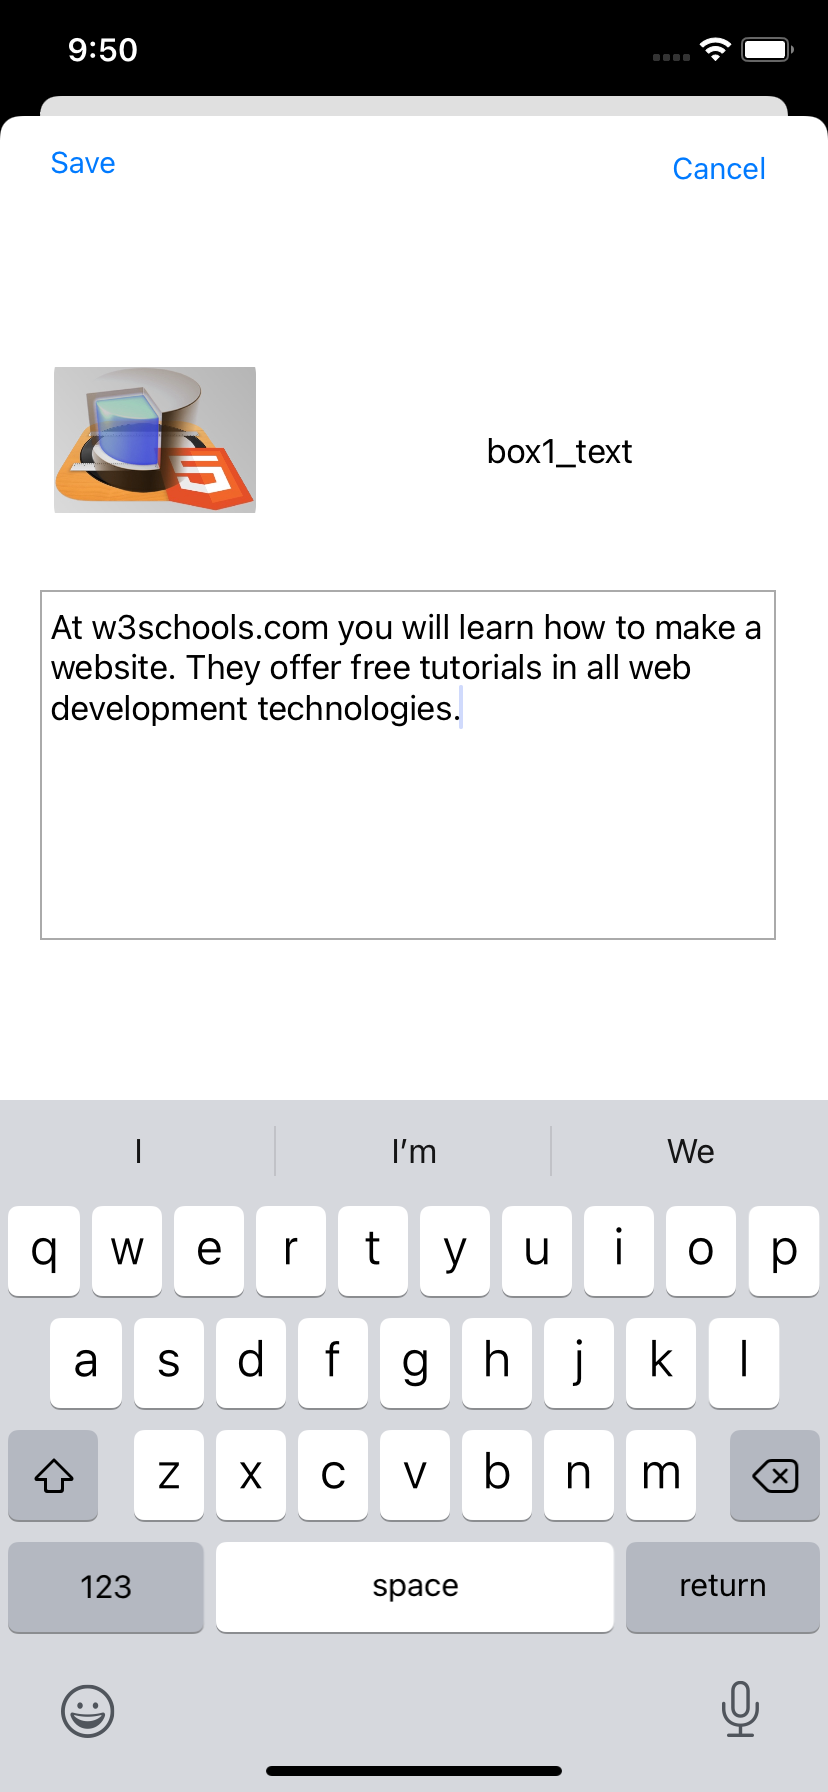 9:50
Save
Cancel
5
box1_text
At w3schools.com you will learn how to make a
website. They offer free tutorials in all web
development technologies.
I
I'm
We
q w e r t y u i o p
a s d f g h j k l
z x c v b n m
123
space
return